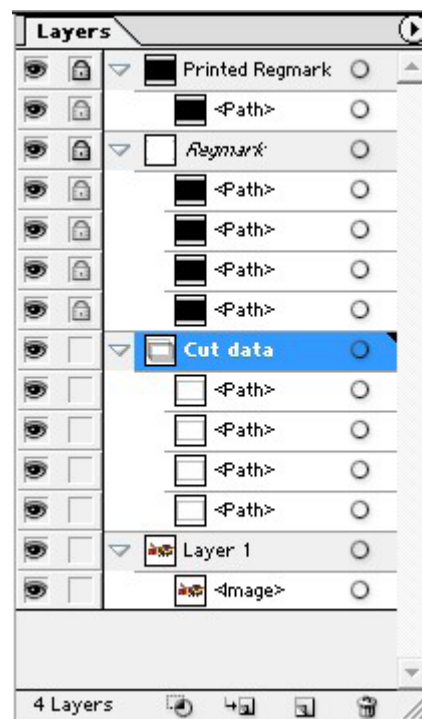 Layers
Printed Regmark
<Path>
Regmark
<Path>
<Path>
<Path>
<Path>
Cut data
<Path>
<Path>
<Path>
<Path>
Layer 1
<Image>
4 Layers